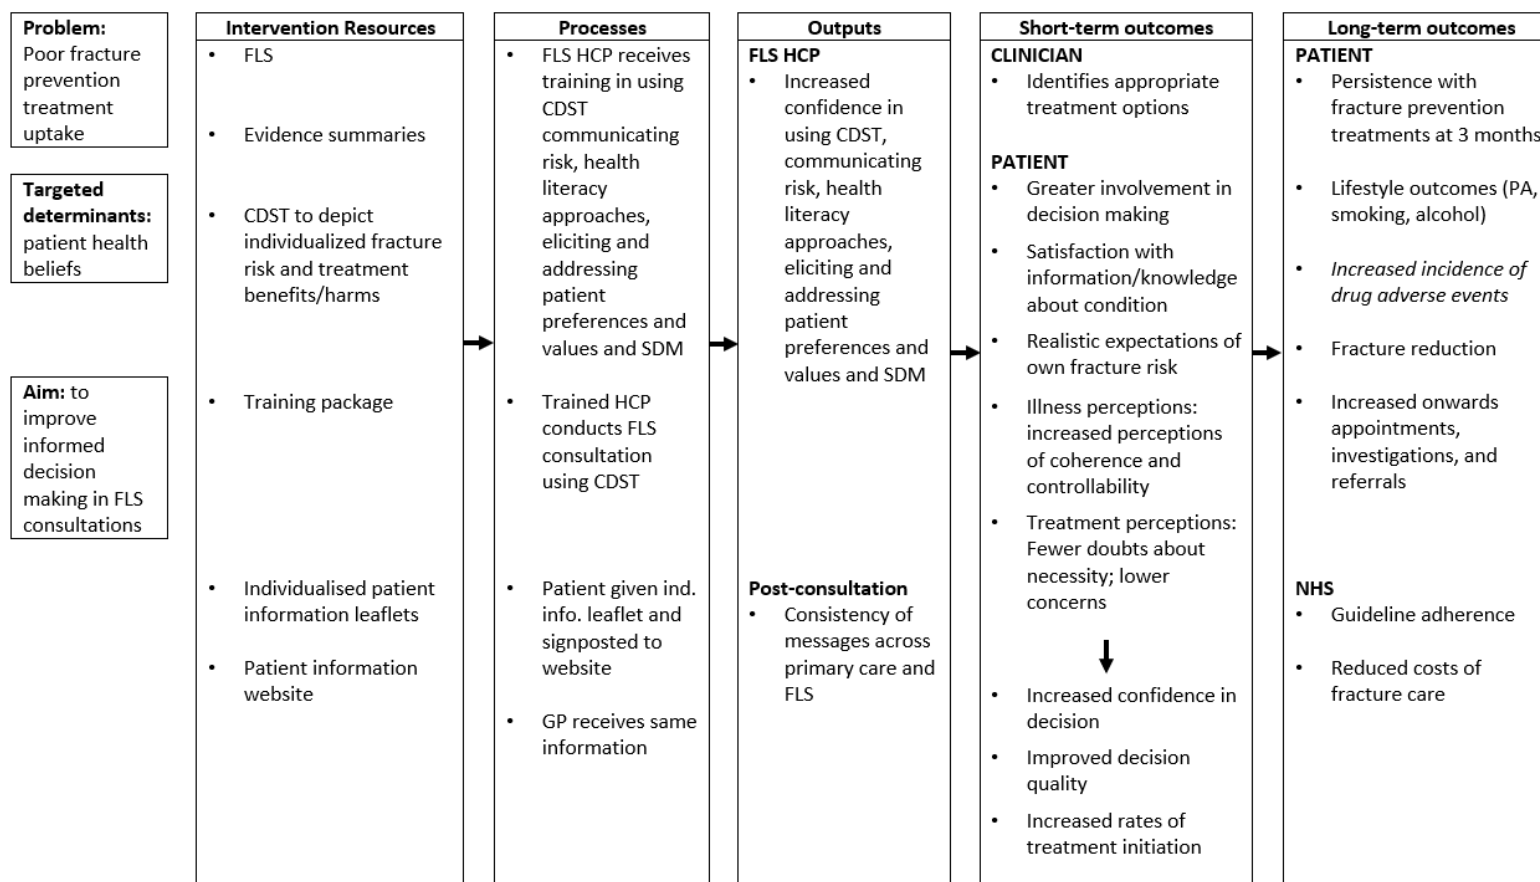 Problem:
Poor fracture
prevention
treatment
uptake
Targeted
determinants:
patient health
beliefs
Aim: to
improve
informed
decision
making in FLS
consultations
Intervention Resources
• FLS
• Evidence summaries
• CDST to depict
individualized fracture
risk and treatment
benefits/harms
• Training package
• Individualised patient
information leaflets
• Patient information
website
Processes
• FLS HCP receives
training in using
CDST
communicating
risk, health
literacy
approaches,
eliciting and
addressing
patient
preferences and
values and SDM
• Trained HCP
conducts FLS
consultation
using CDST
• Patient given ind.
info. leaflet and
signposted to
website
• GP receives same
information
Outputs
FLS HCP
• Increased
confidence in
using CDST,
communicating
risk, health
literacy
approaches,
eliciting and
addressing
patient
preferences and
values and SDM
Post-consultation
• Consistency of
messages across
primary care and
FLS
Short-term outcomes
CLINICIAN
• Identifies appropriate
treatment options
PATIENT
• Greater involvement in
decision making
• Satisfaction with
information/knowledge
about condition
• Realistic expectations of
own fracture risk
• Illness perceptions:
increased perceptions
of coherence and
controllability
• Treatment perceptions:
Fewer doubts about
necessity; lower
concerns
• Increased confidence in
decision
• Improved decision
quality
• Increased rates of
treatment initiation
Long-term outcomes
PATIENT
• Persistence with
fracture prevention
treatments at 3 months
• Lifestyle outcomes (PA,
smoking, alcohol)
• Increased incidence of
drug adverse events
• Fracture reduction
• Increased onwards
appointments,
investigations, and
referrals
NHS
• Guideline adherence
• Reduced costs of
fracture care